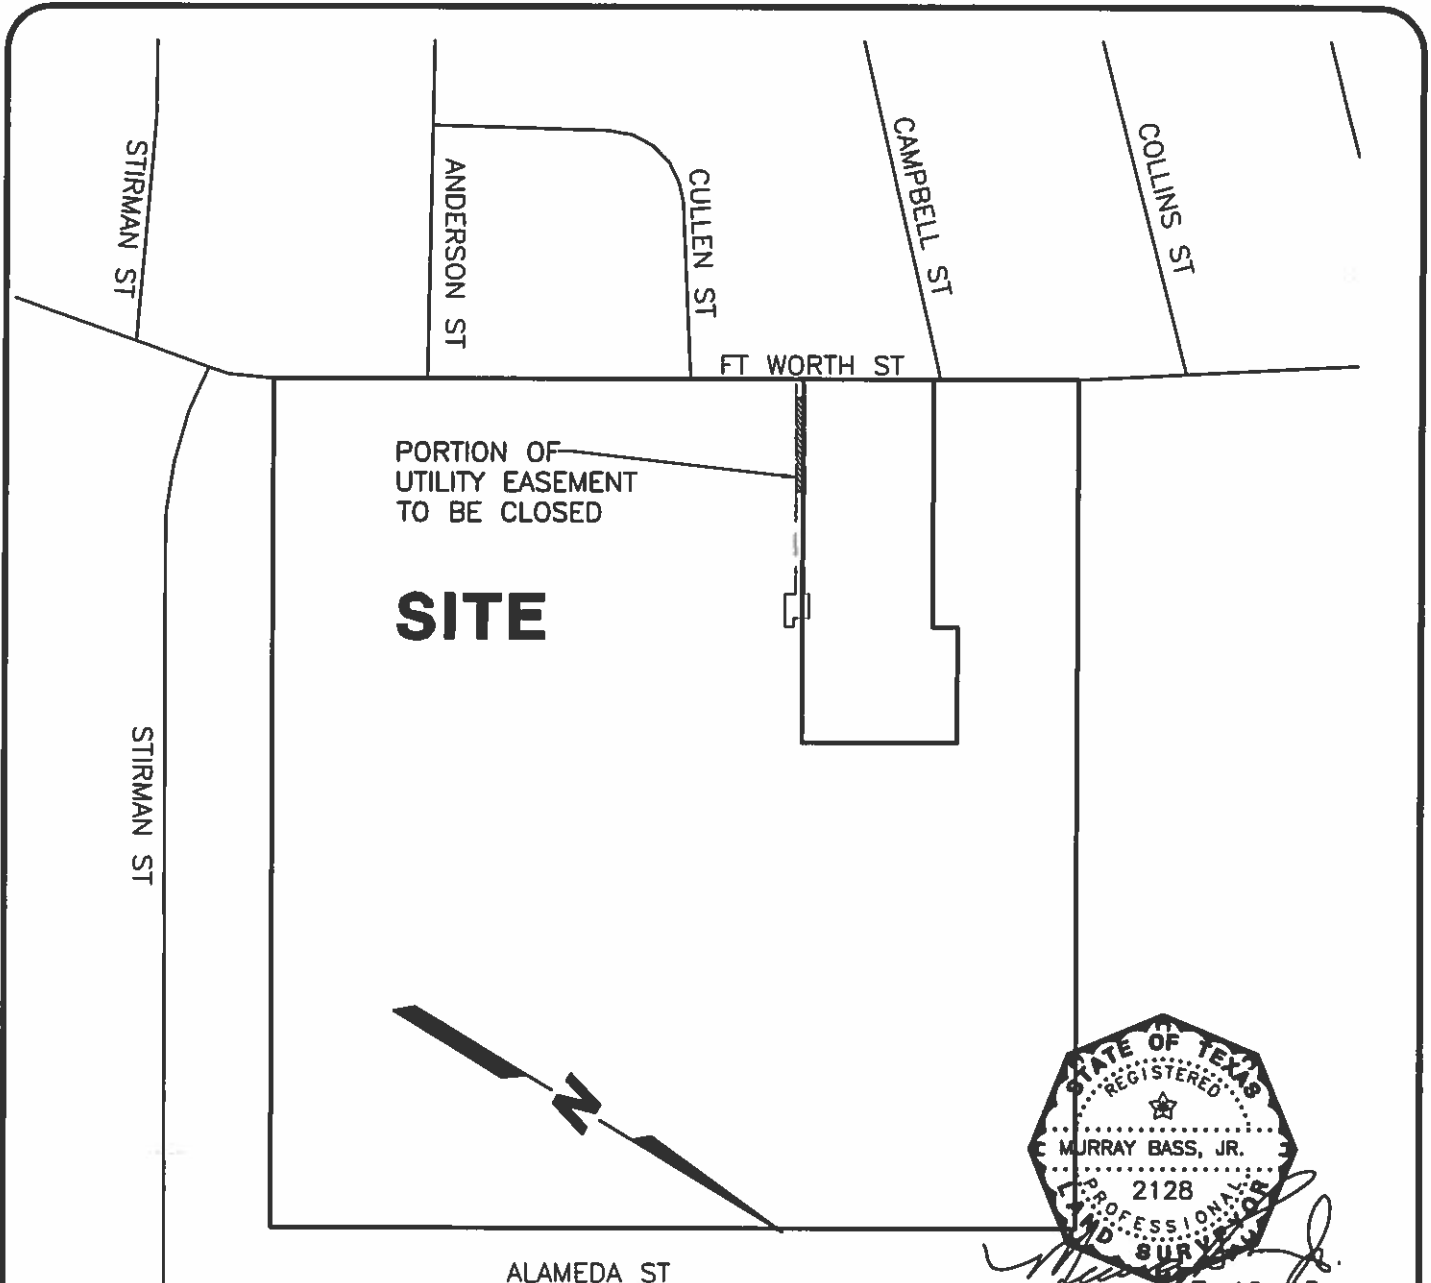 STIRMAN ST
ANDERSON ST
CULLEN ST
CAMPBELL ST
COLLINS ST
FT WORTH ST
PORTION OF
UTILITY EASEMENT
TO BE CLOSED
SITE
STIRMAN ST
N
STATE OF TEXAS
REGISTERED
MURRAY BASS, JR.
2128
PROFESSIONAL
LAND SURVEYOR
ALAMEDA ST